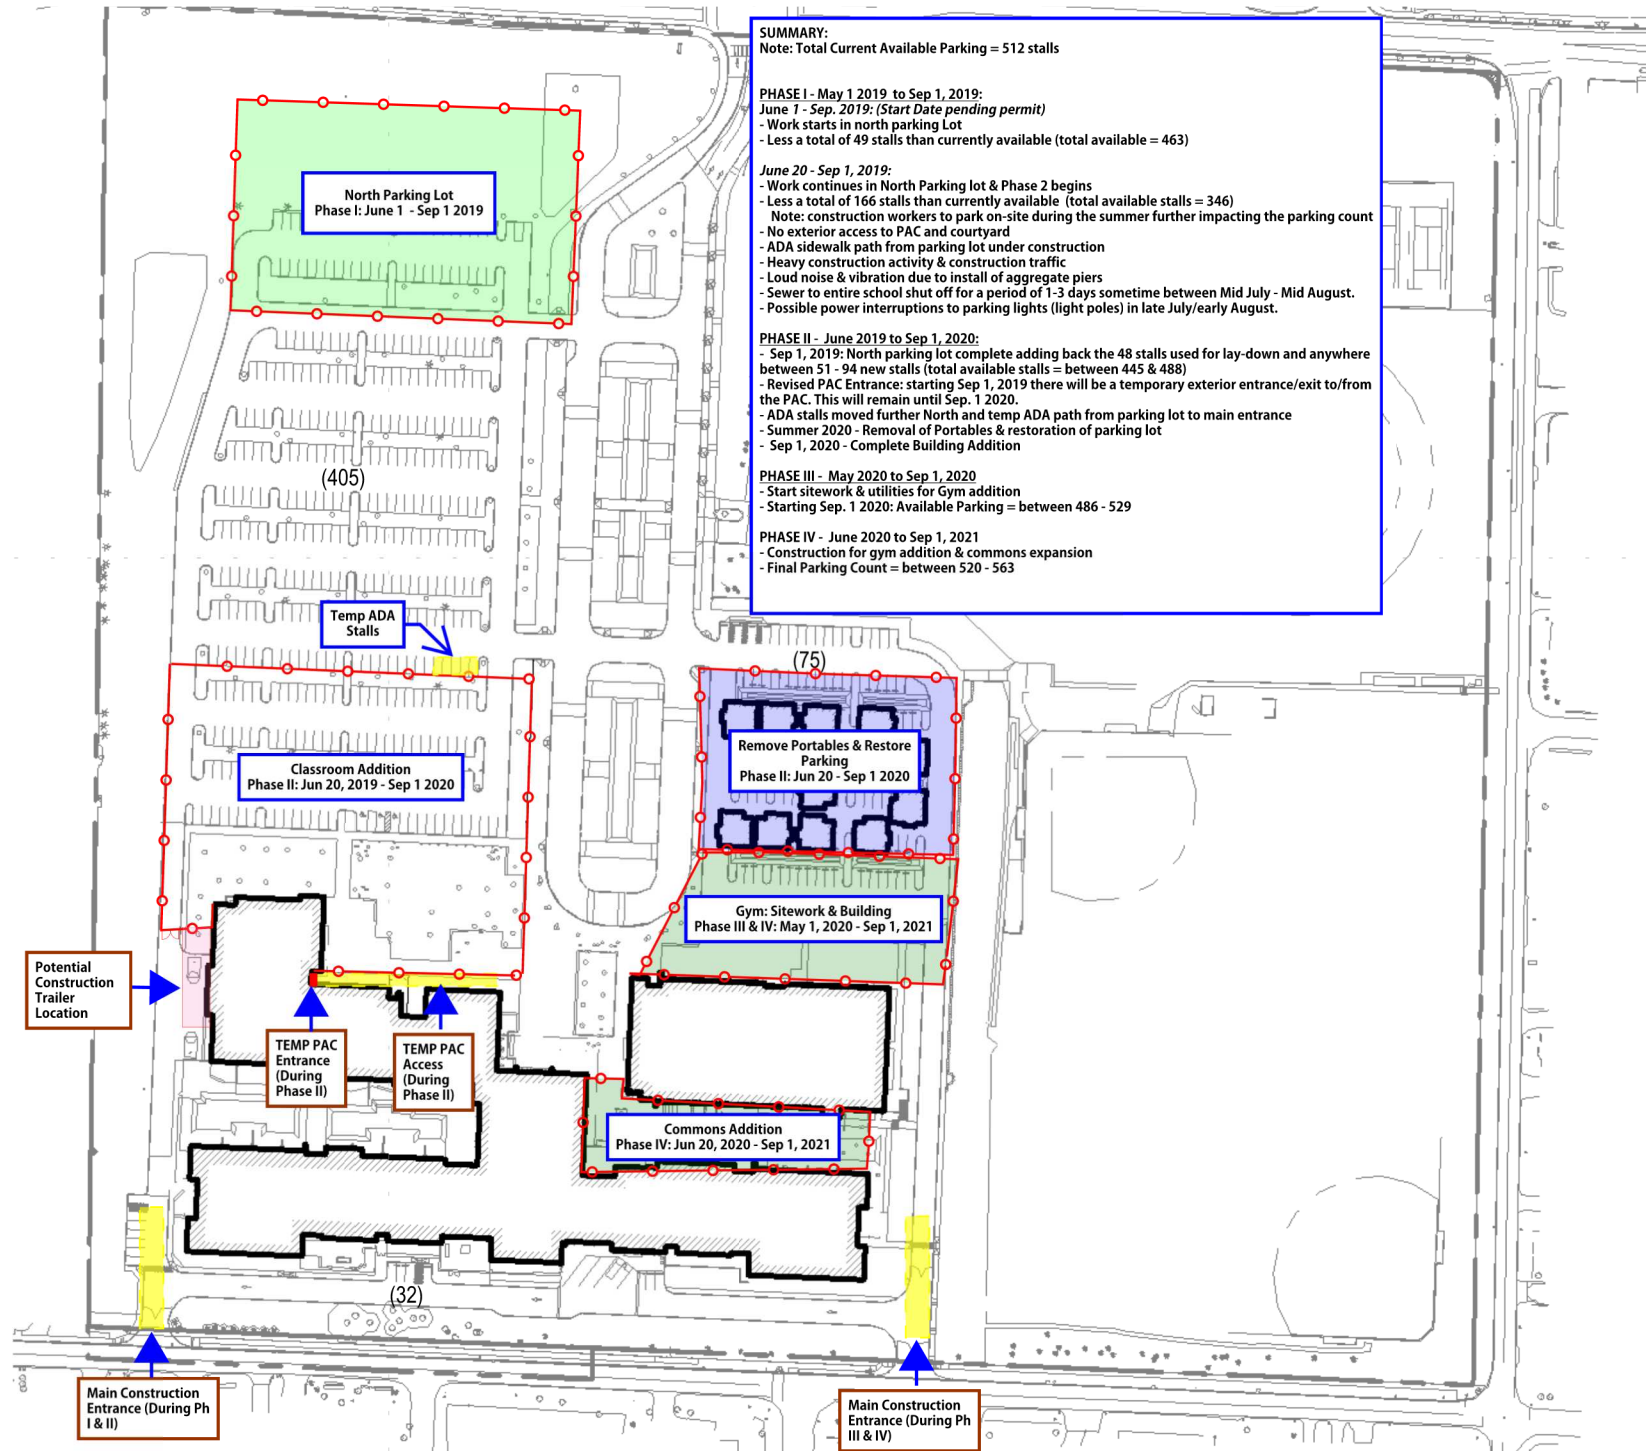 SUMMARY:
Note: Total Current Available Parking = 512 stalls
PHASE I - May 1 2019 to Sep 1, 2019:
June 1 - Sep. 2019: (Start Date pending permit)
- Work starts in north parking Lot
- Less a total of 49 stalls than currently available (total available = 463)
June 20 - Sep 1, 2019:
- Work continues in North Parking lot & Phase 2 begins
- Less a total of 166 stalls than currently available (total available stalls = 346)
Note: construction workers to park on-site during the summer further impacting the parking count
- No exterior access to PAC and courtyard
- ADA sidewalk path from parking lot under construction
- Heavy construction activity & construction traffic
- Loud noise & vibration due to install of aggregate piers
- Sewer to entire school shut off for a period of 1-3 days sometime between Mid July - Mid August.
- Possible power interruptions to parking lights (light poles) in late July/early August.
PHASE II - June 2019 to Sep 1, 2020:
- Sep 1, 2019: North parking lot complete adding back the 48 stalls used for lay-down and anywhere
between 51 - 94 new stalls (total available stalls = between 445 & 488)
- Revised PAC Entrance: starting Sep 1, 2019 there will be a temporary exterior entrance/exit to/from
the PAC. This will remain until Sep. 1 2020.
- ADA stalls moved further North and temp ADA path from parking lot to main entrance
- Summer 2020 - Removal of Portables & restoration of parking lot
- Sep 1, 2020 - Complete Building Addition
PHASE III - May 2020 to Sep 1, 2020
- Start sitework & utilities for Gym addition
- Starting Sep. 1 2020: Available Parking = between 486 - 529
PHASE IV - June 2020 to Sep 1, 2021
- Construction for gym addition & commons expansion
- Final Parking Count = between 520 - 563
North Parking Lot
Phase I: June 1 - Sep 1 2019
(405)
Temp ADA
Stalls
(75)
Remove Portables & Restore
Parking
Phase II: Jun 20 - Sep 1 2020
Classroom Addition
Phase II: Jun 20, 2019 - Sep 1 2020
Gym: Sitework & Building
Phase III & IV: May 1, 2020 - Sep 1, 2021
Potential
Construction
Trailer
Location
TEMP PAC
Entrance
(During
Phase II)
TEMP PAC
Access
(During
Phase II)
Commons Addition
Phase IV: Jun 20, 2020 - Sep 1, 2021
(32)
Main Construction
Entrance (During Ph
I & II)
Main Construction
Entrance (During Ph
III & IV)